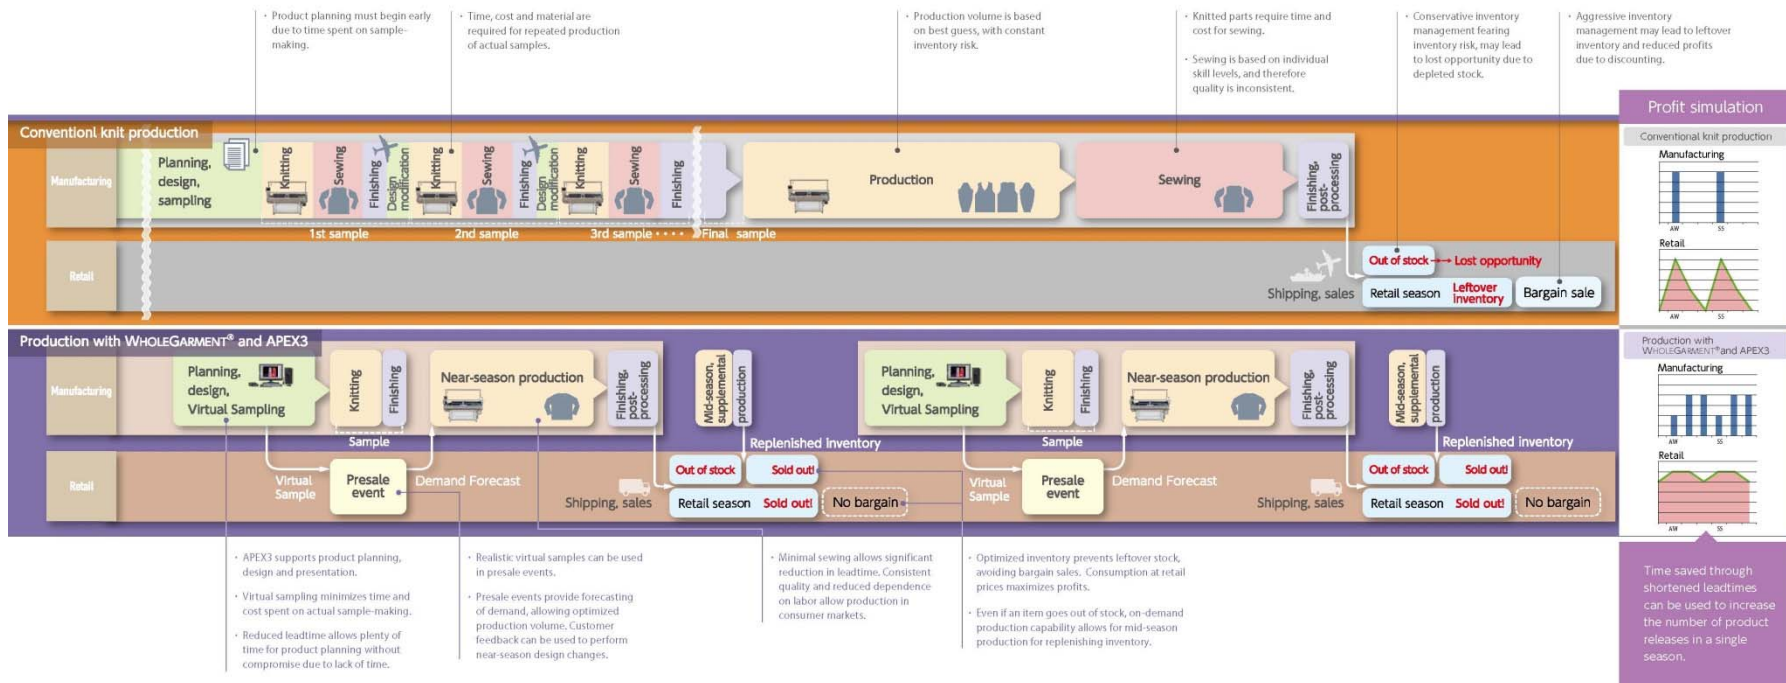 · Product planning must begin early
due to time spent on sample-
making.
· Time, cost and material are
required for repeated production
of actual samples.
· Production volume is based
on best guess, with constant
inventory risk.
· Knitted parts require time and
cost for sewing.
· Sewing is based on individual
skill levels, and therefore
quality is inconsistent.
· Conservative inventory
management fearing
inventory risk, may lead
to lost opportunity due to
depleted stock.
· Aggressive inventory
management may lead to leftover
inventory and reduced profits
due to discounting.
Conventionl knit production
Manufacturing
Planning,
design,
sampling
Knitting
Sewing
Finishing
Design
modification
Knitting
Sewing
Finishing
Design
modification
Knitting
Sewing
Finishing
1st sample
2nd sample
3rd sample ····
Final sample
Production
Sewing
Finishing,
post-
processing
Retail
Shipping, sales
Out of stock → Lost opportunity
Retail season
Leftover
inventory
Bargain sale
Profit simulation
Conventional knit production
Manufacturing
AW
SS
Retail
AW
SS
Production with WHOLEGARMENT® and APEX3
Manufacturing
Planning,
design,
Virtual Sampling
Knitting
Finishing
Sample
Near-season production
Finishing,
post-
processing
Mid-season,
supplemental
production
Replenished inventory
Planning,
design,
Virtual Sampling
Knitting
Finishing
Sample
Near-season production
Finishing,
post-
processing
Mid-season,
supplemental
production
Replenished inventory
Retail
Virtual
Sample
Presale
event
Demand Forecast
Shipping, sales
Out of stock
Sold out!
Retail season
Sold out!
No bargain
Virtual
Sample
Presale
event
Demand Forecast
Shipping, sales
Out of stock
Sold out!
Retail season
Sold out!
No bargain
Production with
WHOLEGARMENT® and APEX3
Manufacturing
AW
SS
Retail
AW
SS
· APEX3 supports product planning,
design and presentation.
· Virtual sampling minimizes time and
cost spent on actual sample-making.
· Reduced leadtime allows plenty of
time for product planning without
compromise due to lack of time.
· Realistic virtual samples can be used
in presale events.
· Presale events provide forecasting
of demand, allowing optimized
production volume. Customer
feedback can be used to perform
near-season design changes.
· Minimal sewing allows significant
reduction in leadtime. Consistent
quality and reduced dependence
on labor allow production in
consumer markets.
· Optimized inventory prevents leftover stock,
avoiding bargain sales. Consumption at retail
prices maximizes profits.
· Even if an item goes out of stock, on-demand
production capability allows for mid-season
production for replenishing inventory.
Time saved through
shortened leadtimes
can be used to increase
the number of product
releases in a single
season.